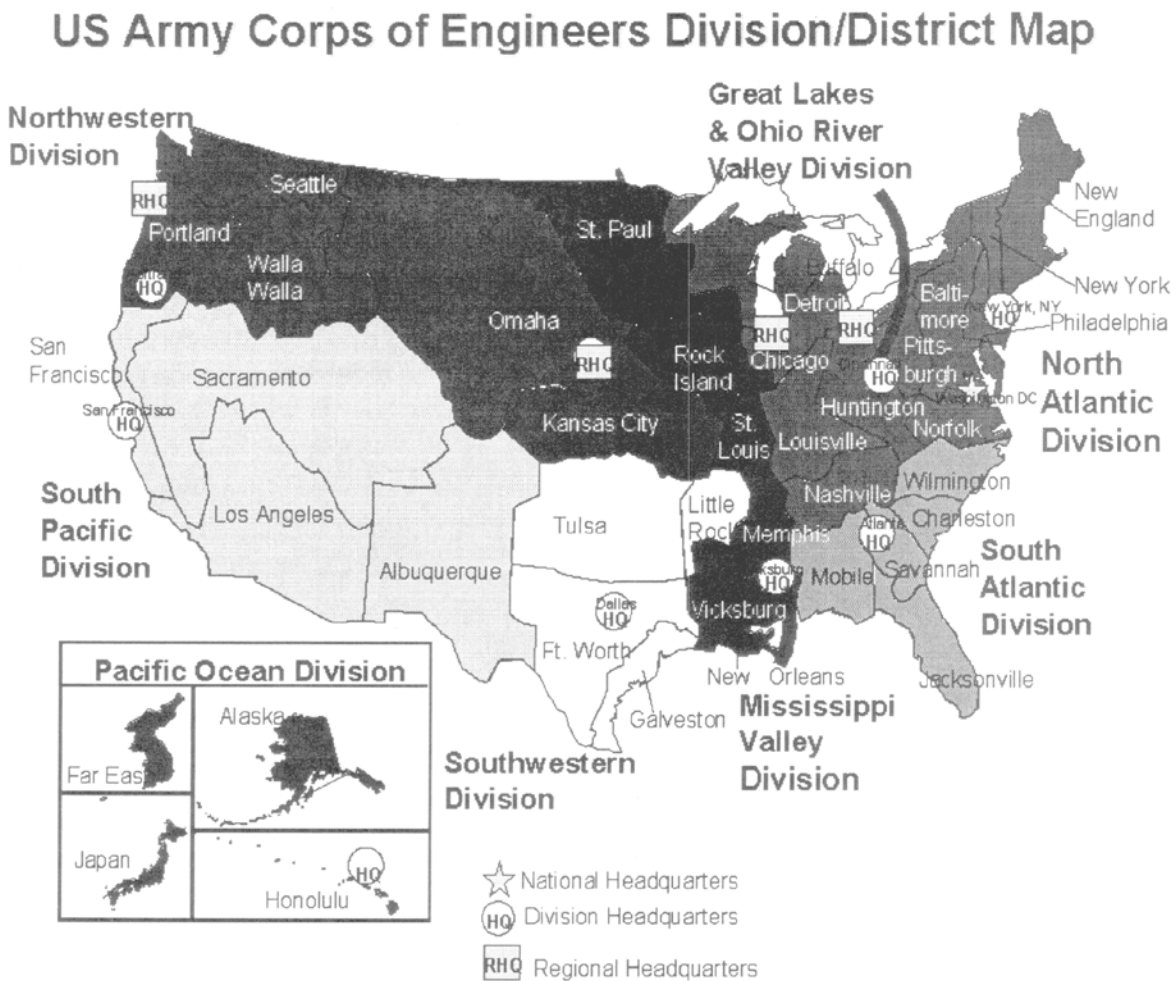 US Army Corps of Engineers Division/District Map
Great Lakes
& Ohio River
Valley Division
Northwestern
Division
New
England
Seattle
RHQ
St. Paul
Portland
Walla
Walla
Buffalo
New York
HQ
Detroit
Balti-
more
New York, NY
HQ
Philadelphia
Omaha
RHQ
RHQ
RHQ
Chicago
Rock
Island
Pitts-
burgh
San
Francisco
Sacramento
Cincinnati
HQ
Washington DC
North
Atlantic
Division
San Francisco
HQ
Kansas City
St.
Louis
Huntington
Louisville
Norfolk
South
Pacific
Division
Los Angeles
Nashville
Wilmington
Little
Rock
Tulsa
Memphis
Atlanta
HQ
Charleston
Albuquerque
HQ
Mobile
Savannah
South
Atlantic
Division
Dallas
HQ
Vicksburg
Ft. Worth
New Orleans
Jacksonville
Galveston
Mississippi
Valley
Division
Southwestern
Division
Pacific Ocean Division
Alaska
Far East
Japan
HQ
Honolulu
National Headquarters
HQ Division Headquarters
RHQ Regional Headquarters